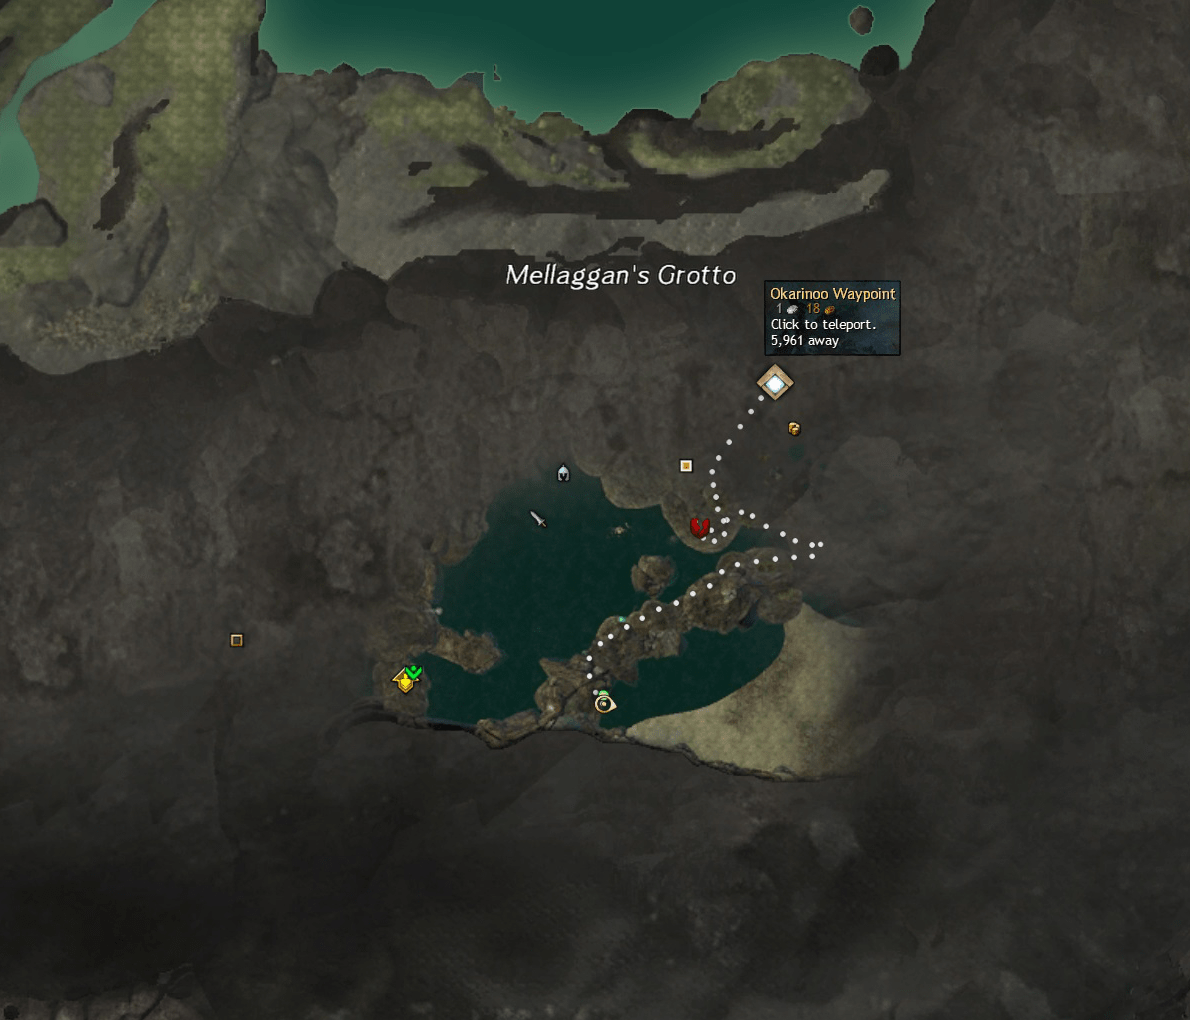 Mellaggan's Grotto
Okarinoo Waypoint
1 18
Click to teleport.
5,961 away